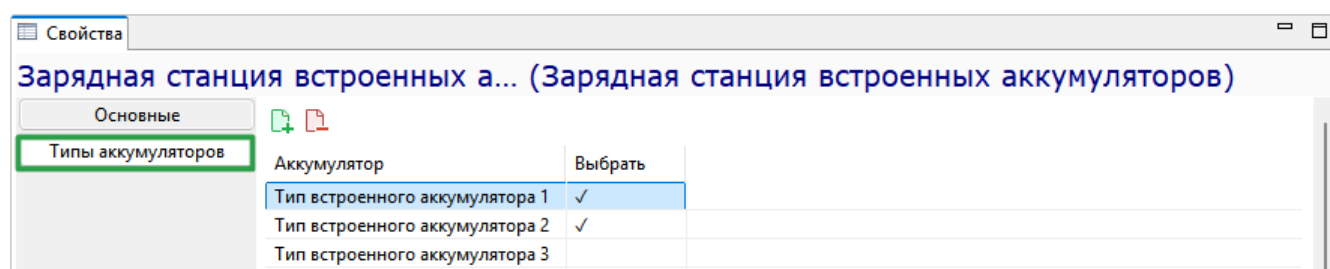 Свойства
Зарядная станция встроенных а... (Зарядная станция встроенных аккумуляторов)
Основные
Типы аккумуляторов
Аккумулятор Выбрать
Тип встроенного аккумулятора 1 ✓
Тип встроенного аккумулятора 2 ✓
Тип встроенного аккумулятора 3